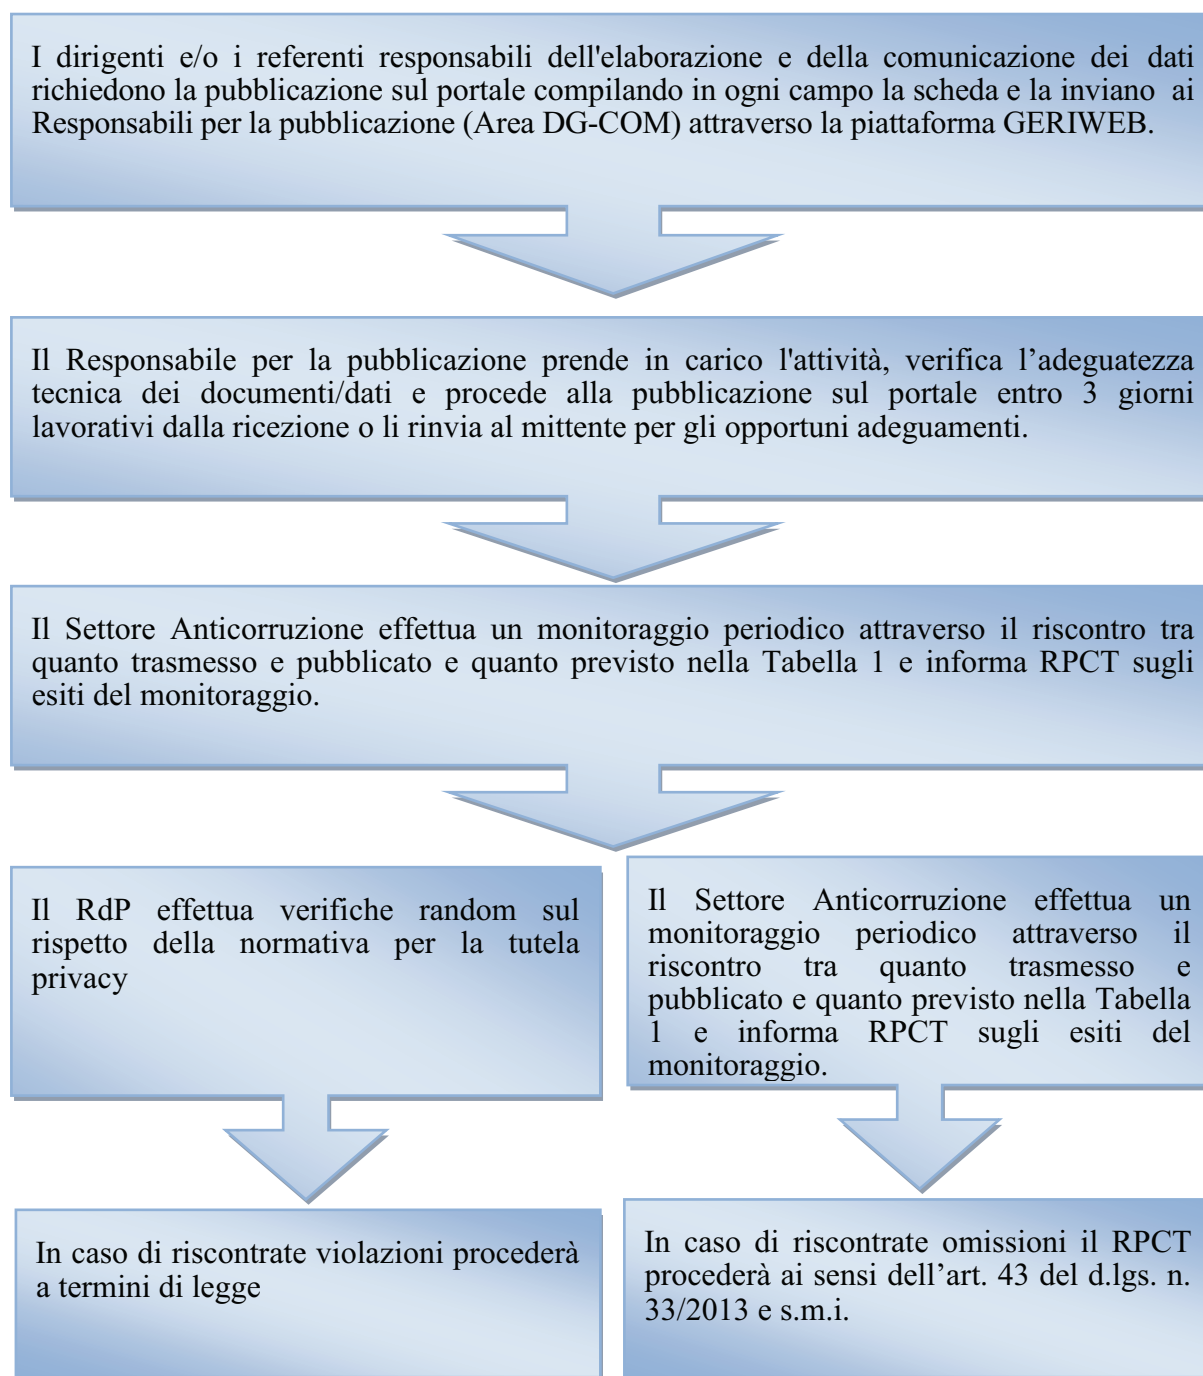 I dirigenti e/o i referenti responsabili dell'elaborazione e della comunicazione dei dati
richiedono la pubblicazione sul portale compilando in ogni campo la scheda e la inviano ai
Responsabili per la pubblicazione (Area DG-COM) attraverso la piattaforma GERIWEB.
Il Responsabile per la pubblicazione prende in carico l'attività, verifica l’adeguatezza
tecnica dei documenti/dati e procede alla pubblicazione sul portale entro 3 giorni
lavorativi dalla ricezione o li rinvia al mittente per gli opportuni adeguamenti.
Il Settore Anticorruzione effettua un monitoraggio periodico attraverso il riscontro tra
quanto trasmesso e pubblicato e quanto previsto nella Tabella 1 e informa RPCT sugli
esiti del monitoraggio.
Il RdP effettua verifiche random sul
rispetto della normativa per la tutela
privacy
Il Settore Anticorruzione effettua un
monitoraggio periodico attraverso il
riscontro tra quanto trasmesso e
pubblicato e quanto previsto nella Tabella
1 e informa RPCT sugli esiti del
monitoraggio.
In caso di riscontrate violazioni procederà
a termini di legge
In caso di riscontrate omissioni il RPCT
procederà ai sensi dell’art. 43 del d.lgs. n.
33/2013 e s.m.i.